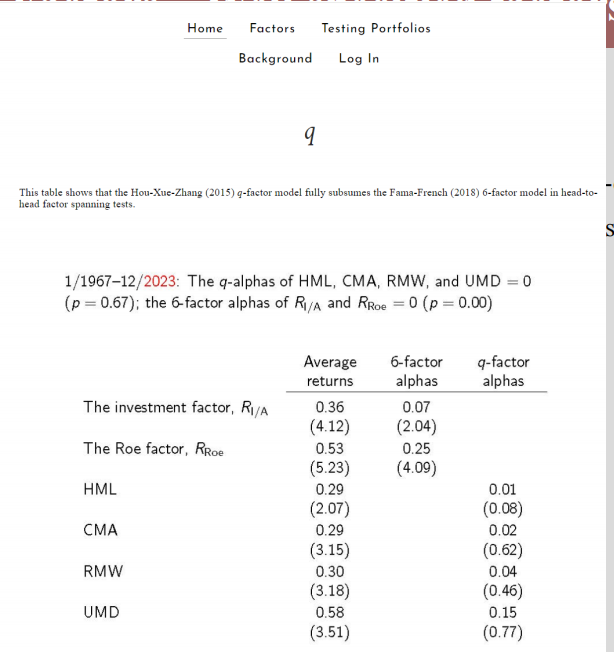 Home Factors Testing Portfolios
Background Log In
q
This table shows that the Hou-Xue-Zhang (2015) q-factor model fully subsumes the Fama-French (2018) 6-factor model in head-to-
head factor spanning tests.
1/1967–12/2023: The q-alphas of HML, CMA, RMW, and UMD = 0
(p = 0.67); the 6-factor alphas of R_I/A and R_Roe = 0 (p = 0.00)
Average 6-factor q-factor
returns alphas alphas
The investment factor, R_I/A 0.36 0.07
(4.12) (2.04)
The Roe factor, R_Roe 0.53 0.25
(5.23) (4.09)
HML 0.29 0.01
(2.07) (0.08)
CMA 0.29 0.02
(3.15) (0.62)
RMW 0.30 0.04
(3.18) (0.46)
UMD 0.58 0.15
(3.51) (0.77)